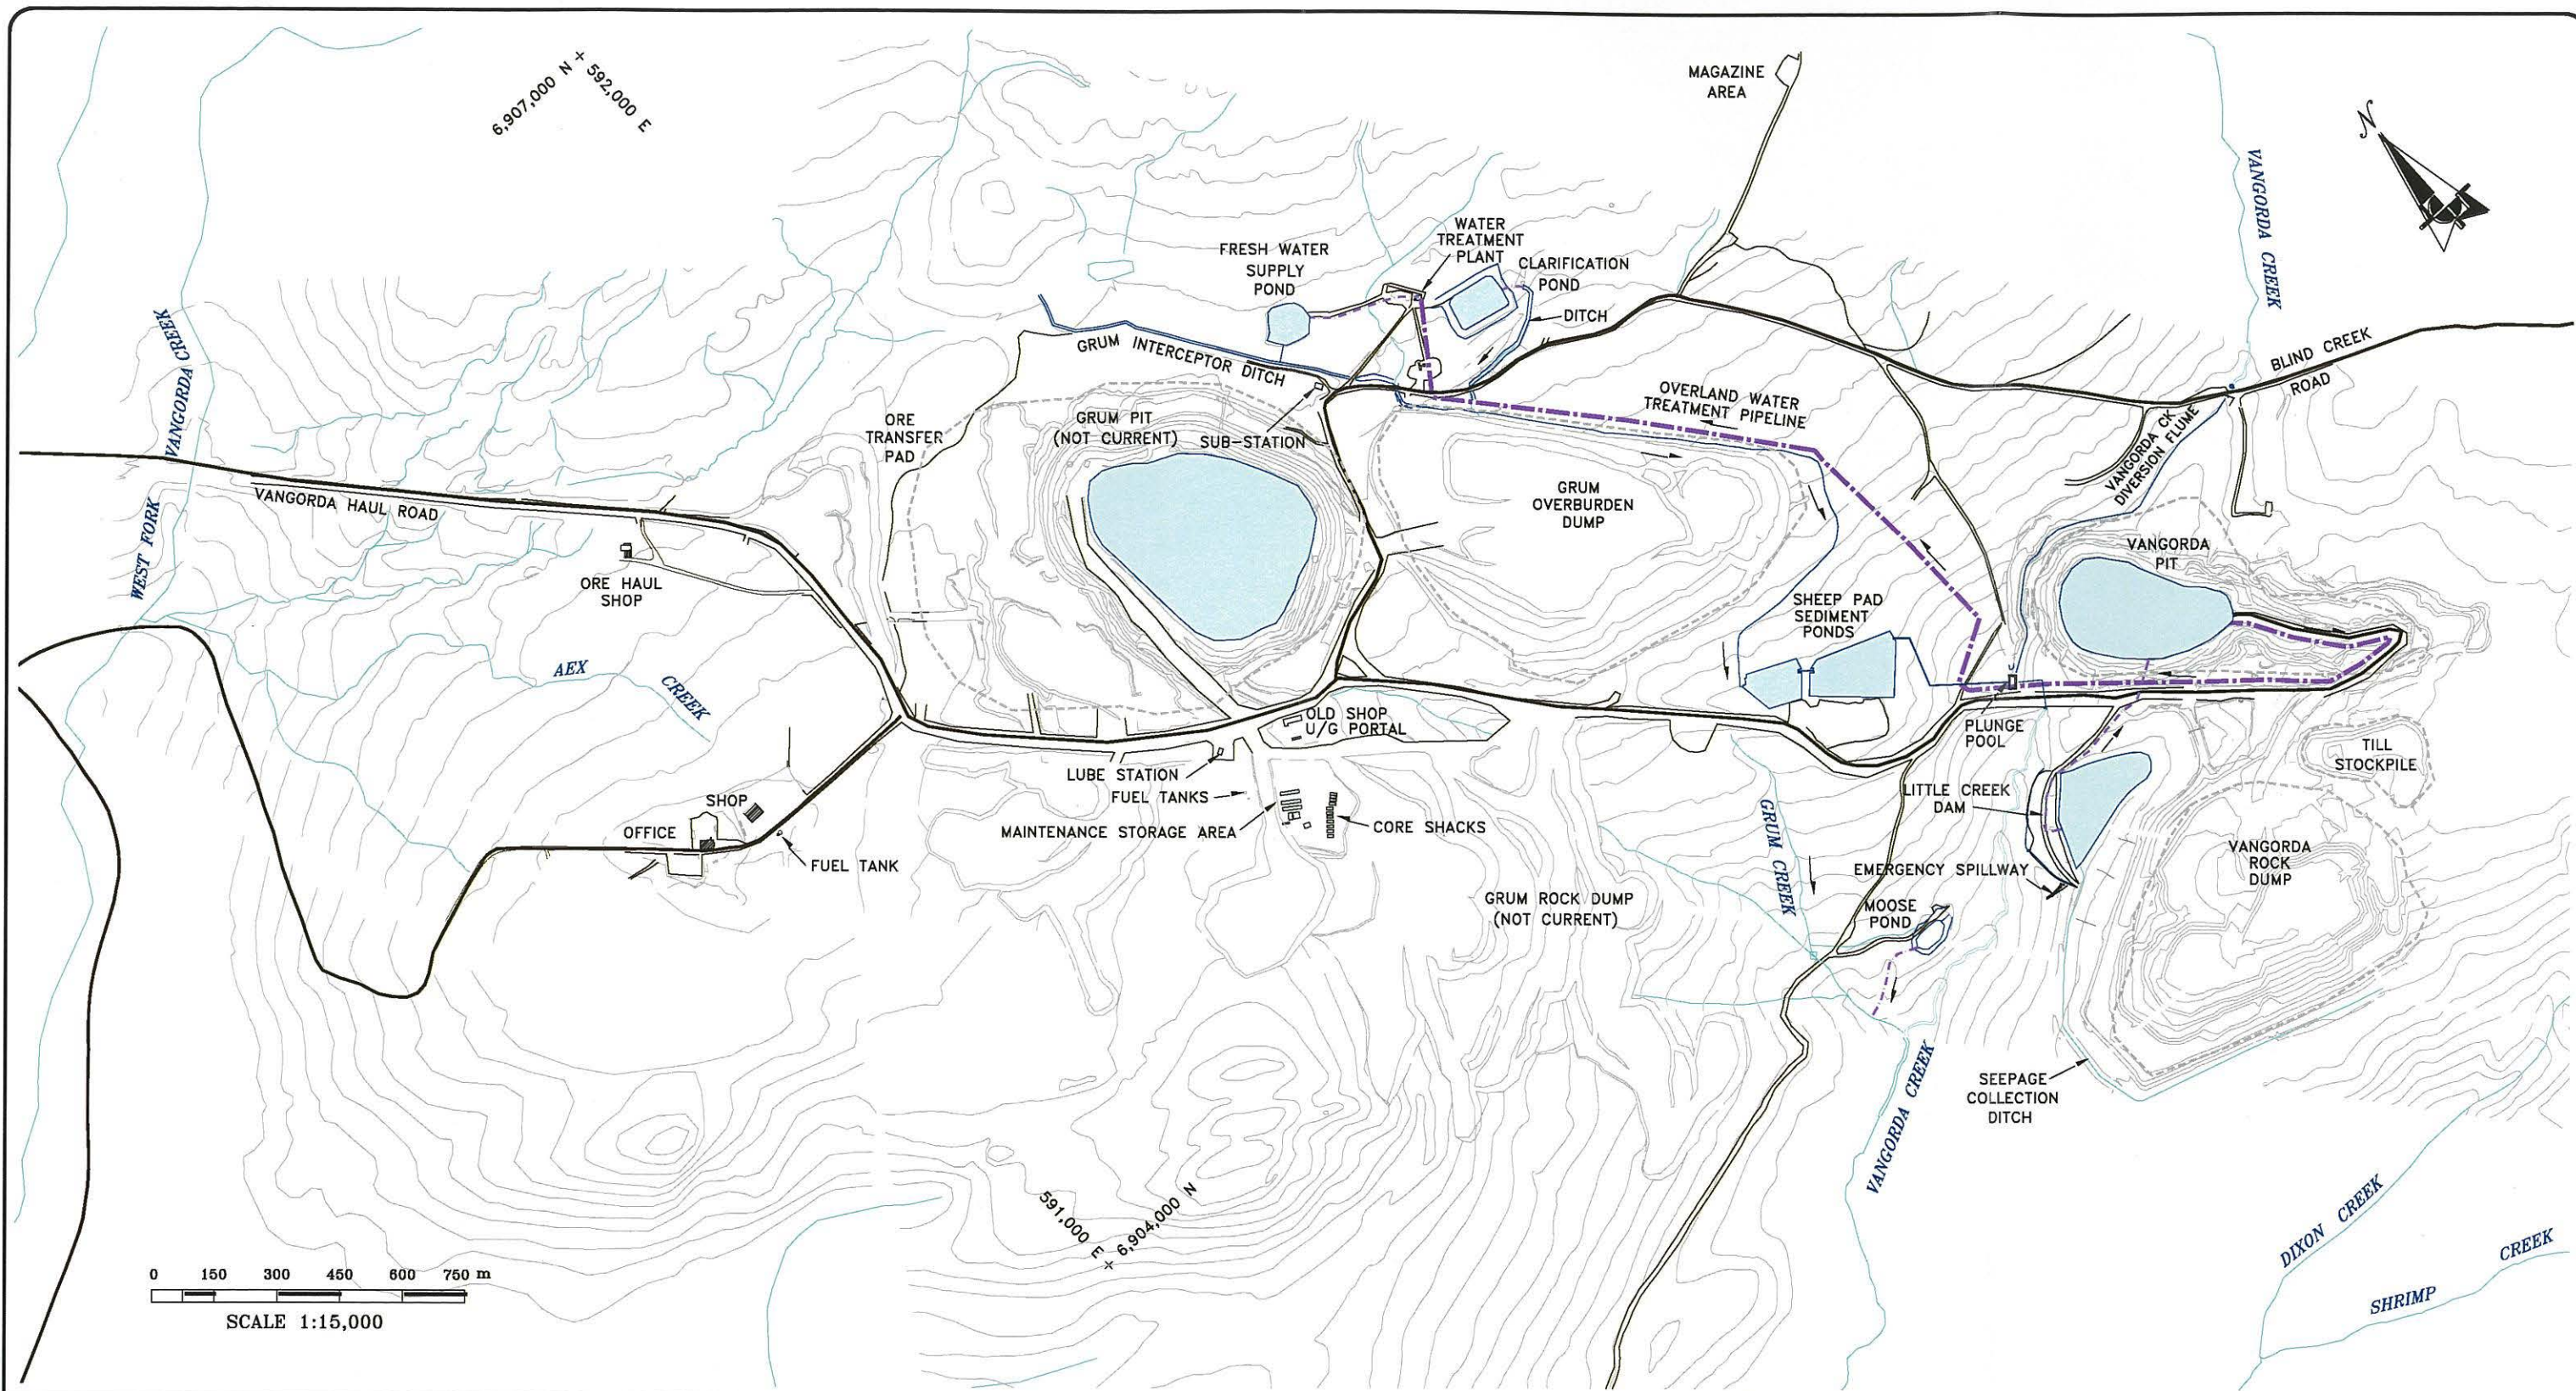 6,907,000 N + 592,000 E
MAGAZINE
AREA
N
VANGORDA CREEK
WATER
TREATMENT
PLANT
FRESH WATER
SUPPLY
POND
CLARIFICATION
POND
DITCH
GRUM INTERCEPTOR DITCH
WEST FORK
VANGORDA CREEK
BLIND CREEK
ROAD
OVERLAND WATER
TREATMENT PIPELINE
VANGORDA CK
DIVERSION FLUME
ORE
TRANSFER
PAD
GRUM PIT
(NOT CURRENT)
SUB-STATION
VANGORDA HAUL ROAD
GRUM
OVERBURDEN
DUMP
VANGORDA
PIT
ORE HAUL
SHOP
SHEEP PAD
SEDIMENT
PONDS
AEX CREEK
OLD SHOP
U/G PORTAL
PLUNGE
POOL
TILL
STOCKPILE
LUBE STATION
FUEL TANKS
MAINTENANCE STORAGE AREA
CORE SHACKS
SHOP
OFFICE
FUEL TANK
LITTLE CREEK
DAM
GRUM CREEK
EMERGENCY SPILLWAY
VANGORDA
ROCK
DUMP
GRUM ROCK DUMP
(NOT CURRENT)
MOOSE
POND
VANGORDA CREEK
SEEPAGE
COLLECTION
DITCH
591,000 E × 6,904,000 N
DIXON CREEK
SHRIMP CREEK
0 150 300 450 600 750 m
SCALE 1:15,000